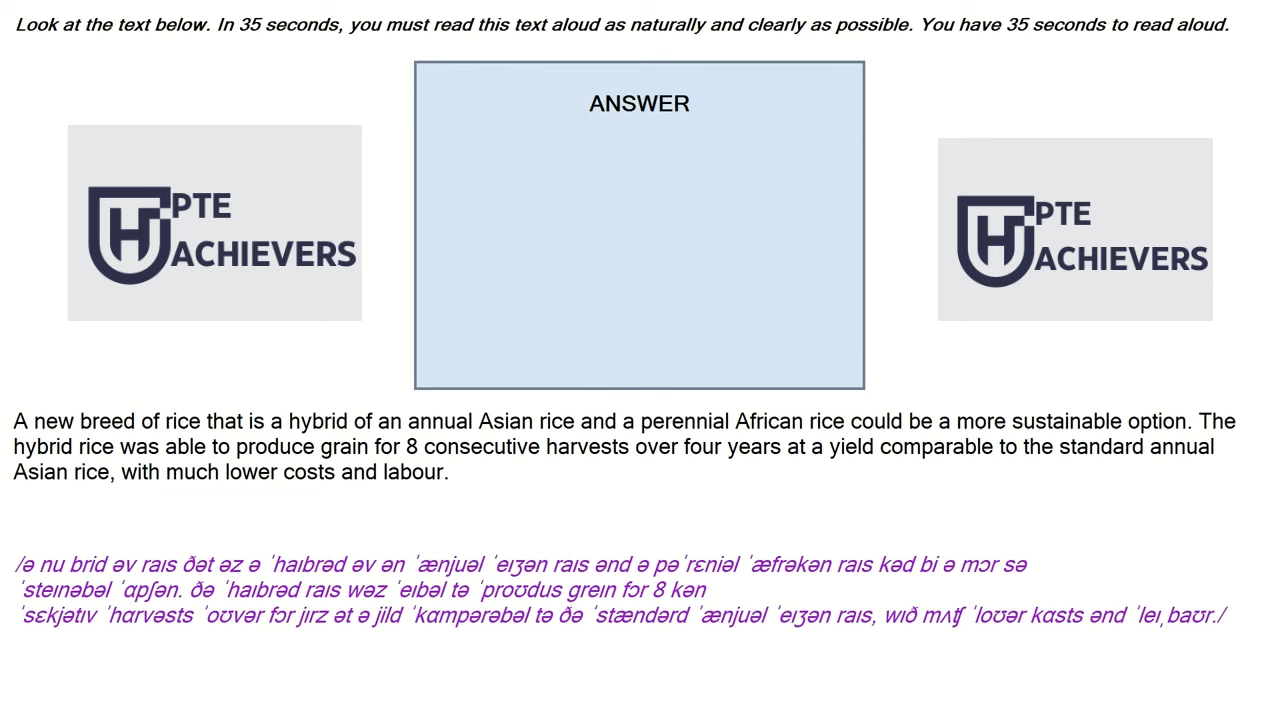 Look at the text below. In 35 seconds, you must read this text aloud as naturally and clearly as possible. You have 35 seconds to read aloud.
ANSWER
PTE
ACHIEVERS
PTE
ACHIEVERS
A new breed of rice that is a hybrid of an annual Asian rice and a perennial African rice could be a more sustainable option. The
hybrid rice was able to produce grain for 8 consecutive harvests over four years at a yield comparable to the standard annual
Asian rice, with much lower costs and labour.
/ə nu brid əv raɪs ðət əz ə ˈhaɪbrəd əv ən ˈænjuəl ˈeɪʒən raɪs ənd ə pəˈrɛniəl ˈæfrəkən raɪs kəd bi ə mɔr sə
ˈsteɪnəbəl ˈɑpʃən. ðə ˈhaɪbrəd raɪs wəz ˈeɪbəl tə ˈproʊdus greɪn fɔr 8 kən
ˈsɛkjətɪv ˈhɑrvəsts ˈoʊvər fɔr jɪrz ət ə jild ˈkɑmpərəbəl tə ðə ˈstændərd ˈænjuəl ˈeɪʒən raɪs, wɪð mʌʧ ˈloʊər kɑsts ənd ˈleɪˌbaʊr./